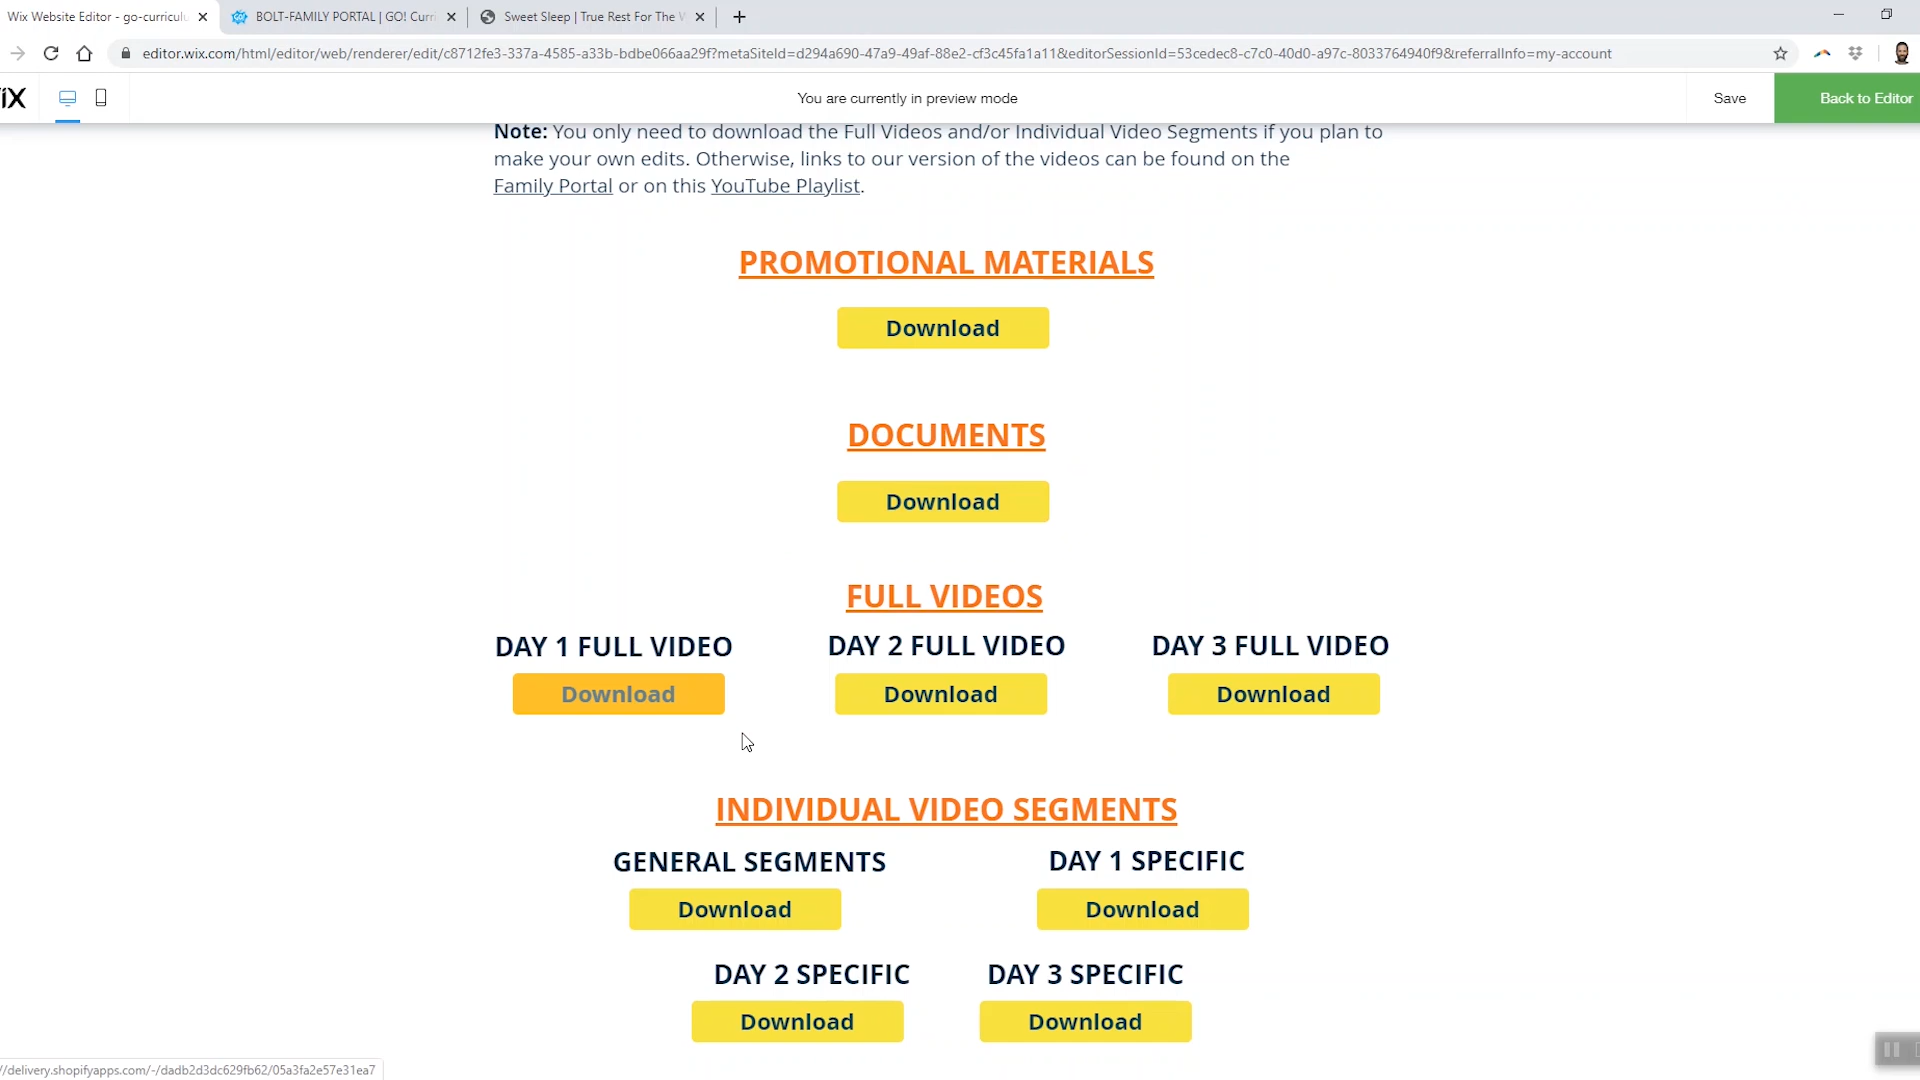 Wix Website Editor - go-curriculu
BOLT-FAMILY PORTAL | GO! Curri
Sweet Sleep | True Rest For The V
editor.wix.com/html/editor/web/renderer/edit/c8712fe3-337a-4585-a33b-bdbe066aa29f?metaSiteId=d294a690-47a9-49af-88e2-cf3c45fa1a11&editorSessionId=53cedec8-c7c0-40d0-a97c-8033764940f9&referralInfo=my-account
iX
You are currently in preview mode
Save
Back to Editor
Note: You only need to download the Full Videos and/or Individual Video Segments if you plan to
make your own edits. Otherwise, links to our version of the videos can be found on the
Family Portal or on this YouTube Playlist.
PROMOTIONAL MATERIALS
Download
DOCUMENTS
Download
FULL VIDEOS
DAY 1 FULL VIDEO
DAY 2 FULL VIDEO
DAY 3 FULL VIDEO
Download
Download
Download
INDIVIDUAL VIDEO SEGMENTS
GENERAL SEGMENTS
DAY 1 SPECIFIC
Download
Download
DAY 2 SPECIFIC
DAY 3 SPECIFIC
Download
Download
//delivery.shopifyapps.com/-/dadb2d3dc629fb62/05a3fa2e57e31ea7